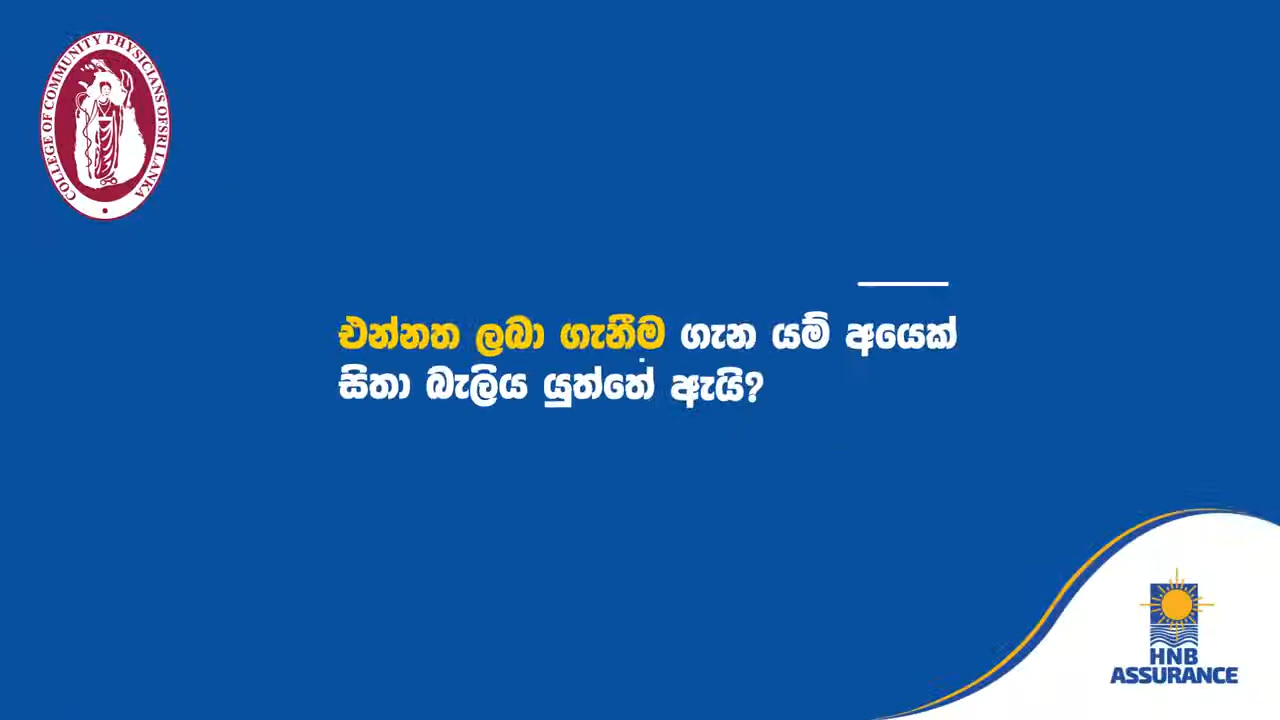 COLLEGE OF COMMUNITY PHYSICIANS OF SRI LANKA
එන්නත ලබා ගැනීම ගැන යම් අයෙක්
සිතා බැලිය යුත්තේ ඇයි?
HNB
ASSURANCE